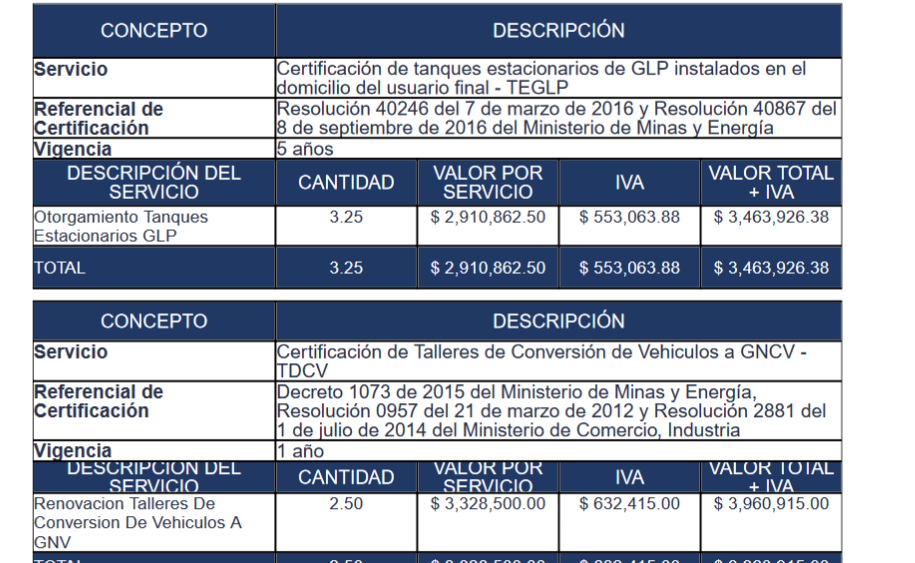 CONCEPTO DESCRIPCIÓN
Servicio Certificación de tanques estacionarios de GLP instalados en el
domicilio del usuario final - TEGLP
Referencial de Resolución 40246 del 7 de marzo de 2016 y Resolución 40867 del
Certificación 8 de septiembre de 2016 del Ministerio de Minas y Energía
Vigencia 5 años
DESCRIPCIÓN DEL SERVICIO CANTIDAD VALOR POR SERVICIO IVA VALOR TOTAL + IVA
Otorgamiento Tanques 3.25 $ 2,910,862.50 $ 553,063.88 $ 3,463,926.38
Estacionarios GLP
TOTAL 3.25 $ 2,910,862.50 $ 553,063.88 $ 3,463,926.38
CONCEPTO DESCRIPCIÓN
Servicio Certificación de Talleres de Conversión de Vehiculos a GNCV -
TDCV
Referencial de Decreto 1073 de 2015 del Ministerio de Minas y Energía,
Certificación Resolución 0957 del 21 de marzo de 2012 y Resolución 2881 del
1 de julio de 2014 del Ministerio de Comercio, Industria
Vigencia 1 año
DESCRIPCIÓN DEL SERVICIO CANTIDAD VALOR POR SERVICIO IVA VALOR TOTAL + IVA
Renovacion Talleres De 2.50 $ 3,328,500.00 $ 632,415.00 $ 3,960,915.00
Conversion De Vehiculos A
GNV